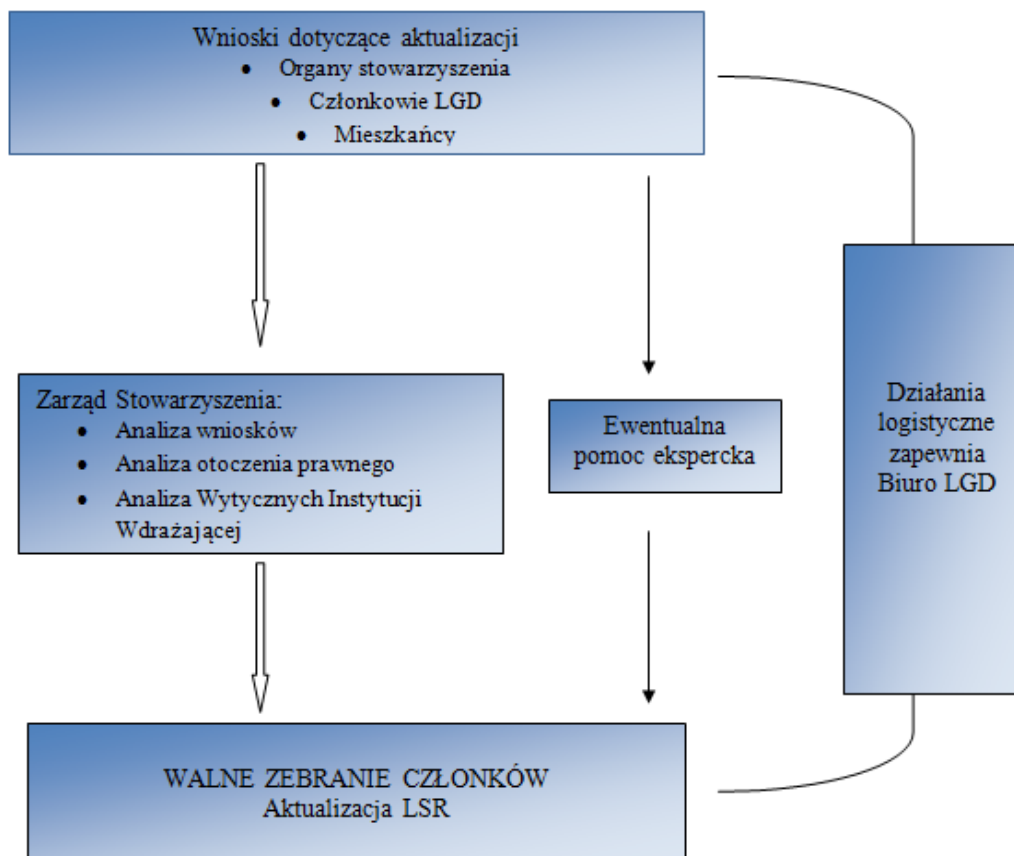 Wnioski dotyczące aktualizacji
• Organy stowarzyszenia
• Członkowie LGD
• Mieszkańcy
Zarząd Stowarzyszenia:
• Analiza wniosków
• Analiza otoczenia prawnego
• Analiza Wytycznych Instytucji
Wdrażającej
Ewentualna
pomoc ekspercka
Działania
logistyczne
zapewnia
Biuro LGD
WALNE ZEBRANIE CZŁONKÓW
Aktualizacja LSR